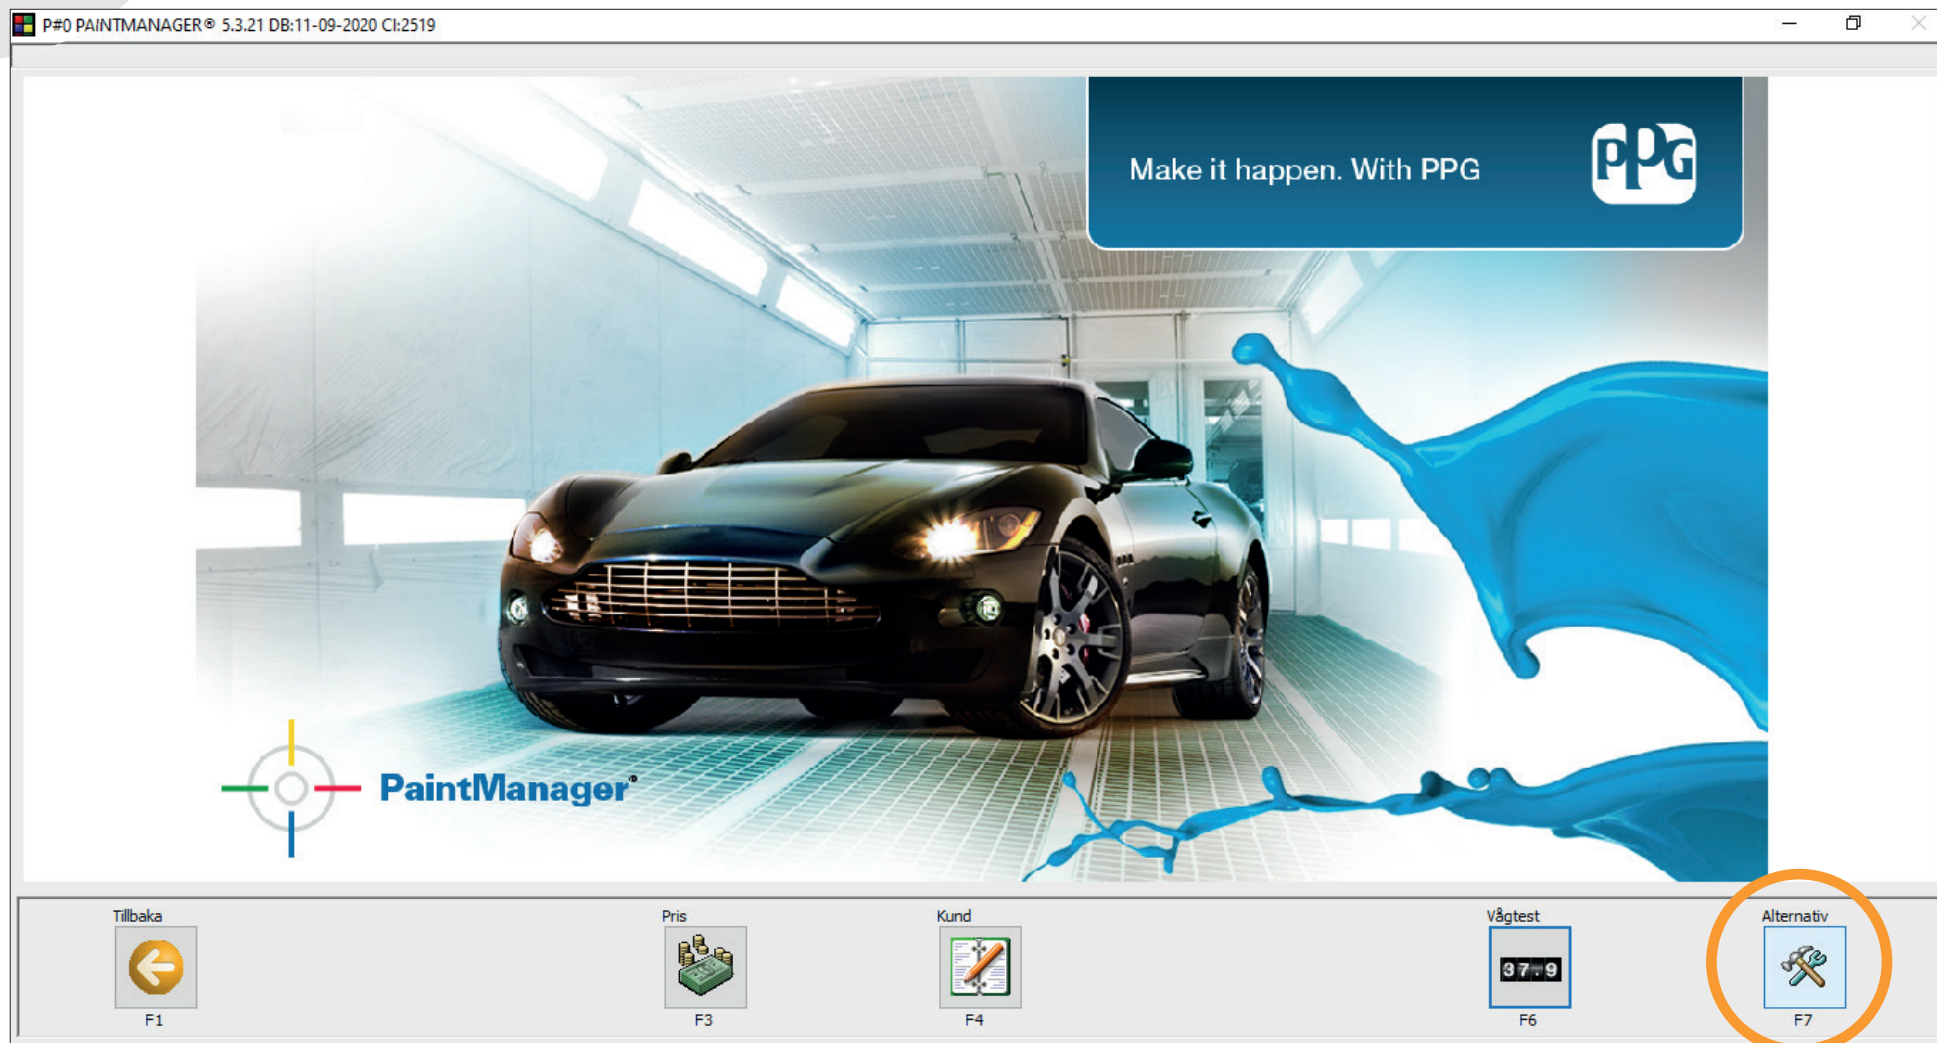 P#0 PAINTMANAGER® 5.3.21 DB:11-09-2020 CI:2519
Make it happen. With PPG
PPG
PaintManager®
Tillbaka
Pris
Kund
Vågtest
Alternativ
37.9
F1
F3
F4
F6
F7